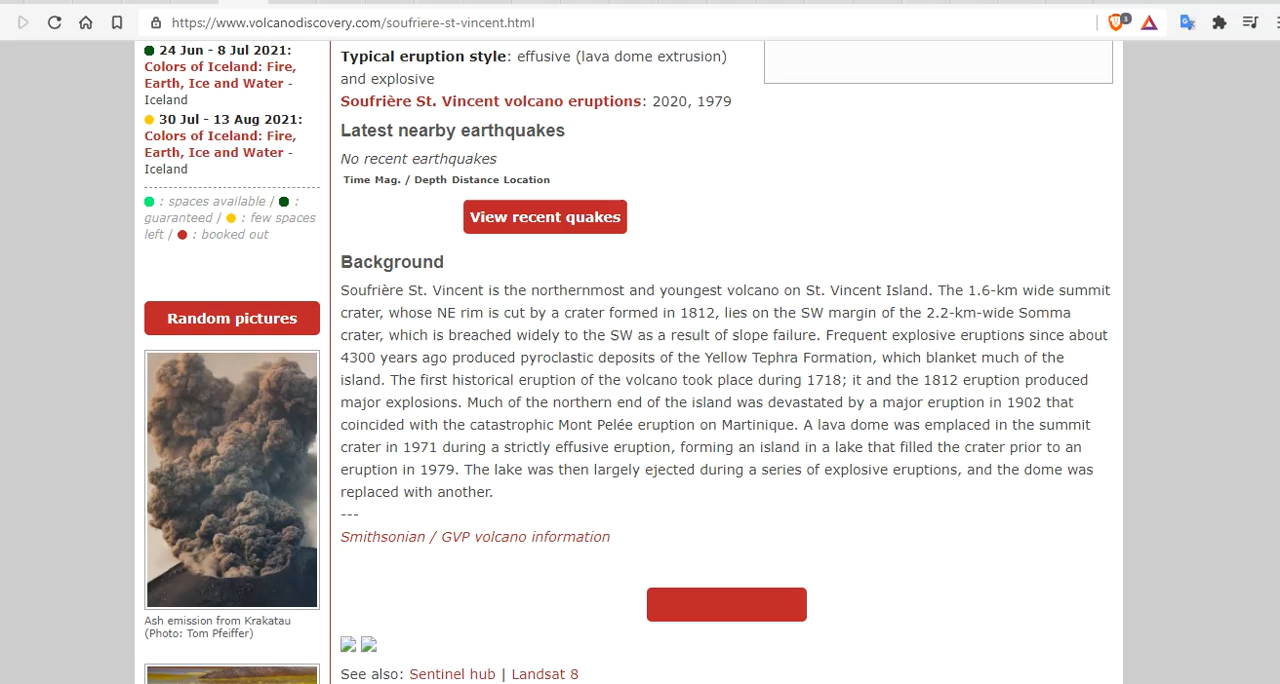 https://www.volcanodiscovery.com/soufriere-st-vincent.html
1
24 Jun - 8 Jul 2021:
Colors of Iceland: Fire,
Earth, Ice and Water -
Iceland
30 Jul - 13 Aug 2021:
Colors of Iceland: Fire,
Earth, Ice and Water -
Iceland
: spaces available / :
guaranteed / : few spaces
left / : booked out
Random pictures
Ash emission from Krakatau
(Photo: Tom Pfeiffer)
Typical eruption style: effusive (lava dome extrusion)
and explosive
Soufrière St. Vincent volcano eruptions: 2020, 1979
Latest nearby earthquakes
No recent earthquakes
Time Mag. / Depth Distance Location
View recent quakes
Background
Soufrière St. Vincent is the northernmost and youngest volcano on St. Vincent Island. The 1.6-km wide summit
crater, whose NE rim is cut by a crater formed in 1812, lies on the SW margin of the 2.2-km-wide Somma
crater, which is breached widely to the SW as a result of slope failure. Frequent explosive eruptions since about
4300 years ago produced pyroclastic deposits of the Yellow Tephra Formation, which blanket much of the
island. The first historical eruption of the volcano took place during 1718; it and the 1812 eruption produced
major explosions. Much of the northern end of the island was devastated by a major eruption in 1902 that
coincided with the catastrophic Mont Pelée eruption on Martinique. A lava dome was emplaced in the summit
crater in 1971 during a strictly effusive eruption, forming an island in a lake that filled the crater prior to an
eruption in 1979. The lake was then largely ejected during a series of explosive eruptions, and the dome was
replaced with another.
---
Smithsonian / GVP volcano information
See also: Sentinel hub | Landsat 8